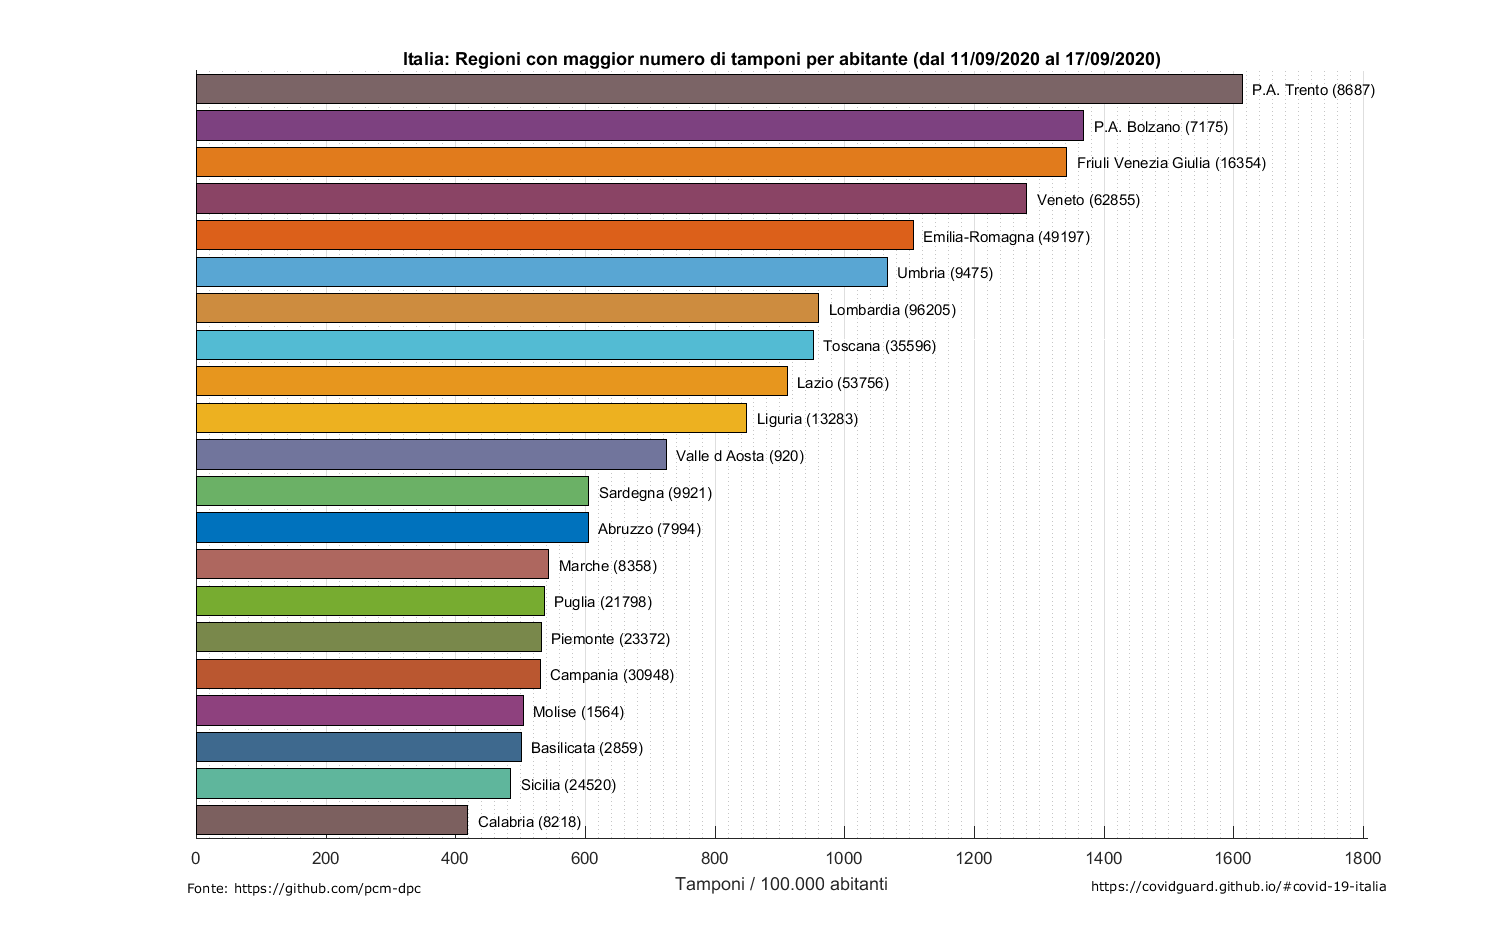 Italia: Regioni con maggior numero di tamponi per abitante (dal 11/09/2020 al 17/09/2020)
P.A. Trento (8687)
P.A. Bolzano (7175)
Friuli Venezia Giulia (16354)
Veneto (62855)
Emilia-Romagna (49197)
Umbria (9475)
Lombardia (96205)
Toscana (35596)
Lazio (53756)
Liguria (13283)
Valle d Aosta (920)
Sardegna (9921)
Abruzzo (7994)
Marche (8358)
Puglia (21798)
Piemonte (23372)
Campania (30948)
Molise (1564)
Basilicata (2859)
Sicilia (24520)
Calabria (8218)
0 200 400 600 800 1000 1200 1400 1600 1800
Tamponi / 100.000 abitanti
Fonte: https://github.com/pcm-dpc
https://covidguard.github.io/#covid-19-italia